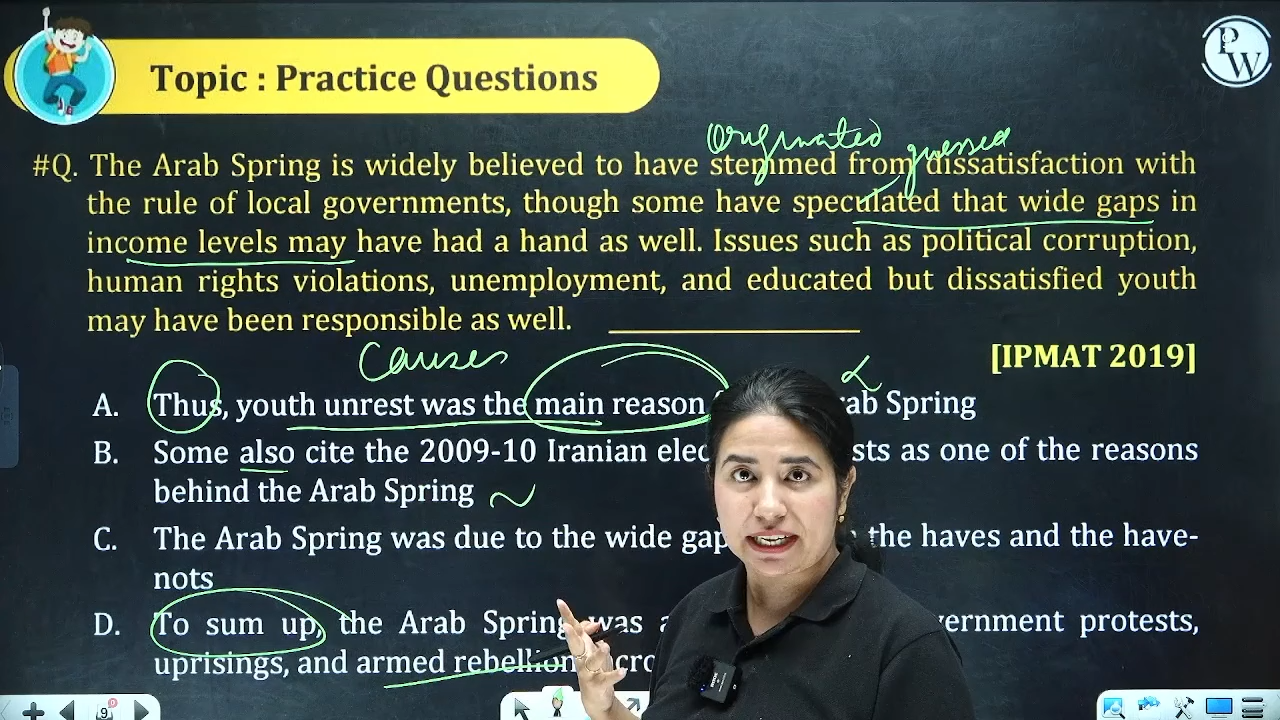 Topic : Practice Questions
PW
Originated guessed
#Q. The Arab Spring is widely believed to have stemmed from dissatisfaction with
the rule of local governments, though some have speculated that wide gaps in
income levels may have had a hand as well. Issues such as political corruption,
human rights violations, unemployment, and educated but dissatisfied youth
may have been responsible as well. ____________
Causes
[IPMAT 2019]
A. Thus, youth unrest was the main reason rab Spring
B. Some also cite the 2009-10 Iranian elec sts as one of the reasons
behind the Arab Spring
C. The Arab Spring was due to the wide gap the haves and the have-
nots
D. To sum up, the Arab Spring was a vernment protests,
uprisings, and armed rebellion cro
9